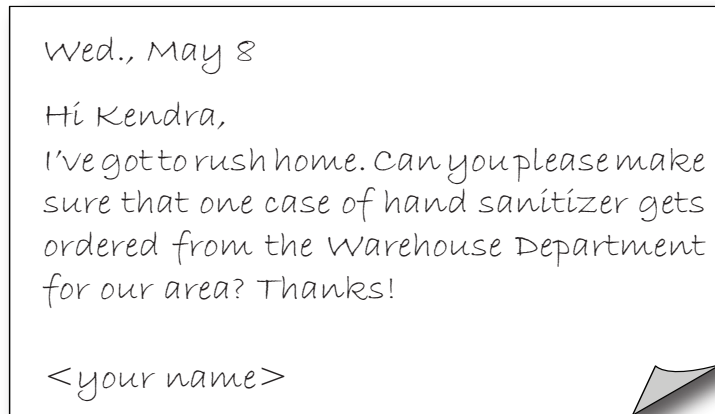 Wed., May 8
Hi Kendra,
I've got to rush home. Can you please make
sure that one case of hand sanitizer gets
ordered from the Warehouse Department
for our area? Thanks!
<your name>